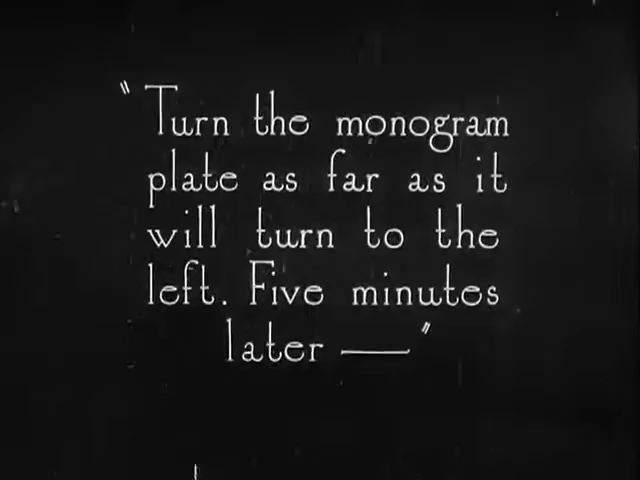 "Turn the monogram
plate as far as it
will turn to the
left. Five minutes
later —"